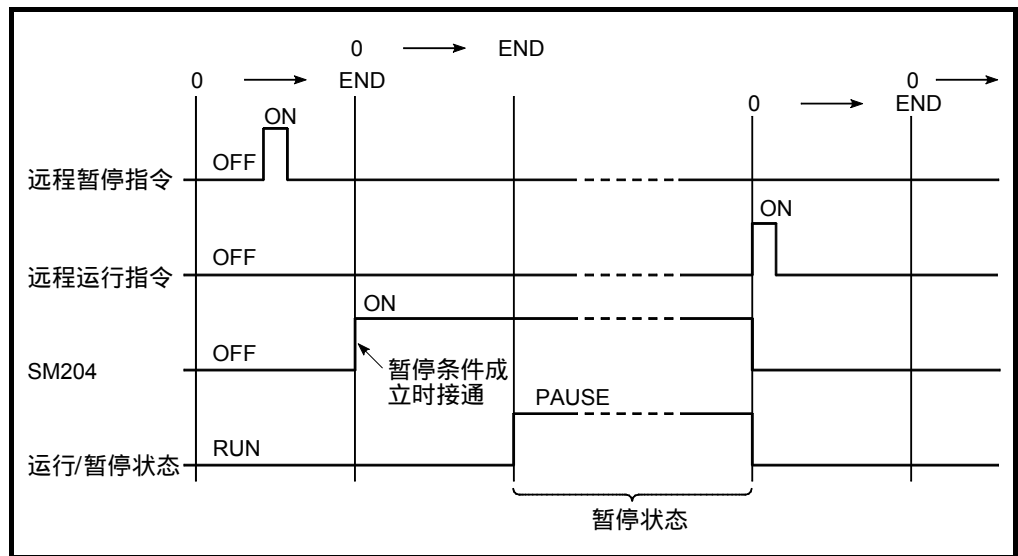 0 END
0 END 0
0 END
ON
远程暂停指令 OFF
ON
远程运行指令 OFF
ON
SM204 OFF
暂停条件成
立时接通
PAUSE
运行/暂停状态 RUN
暂停状态